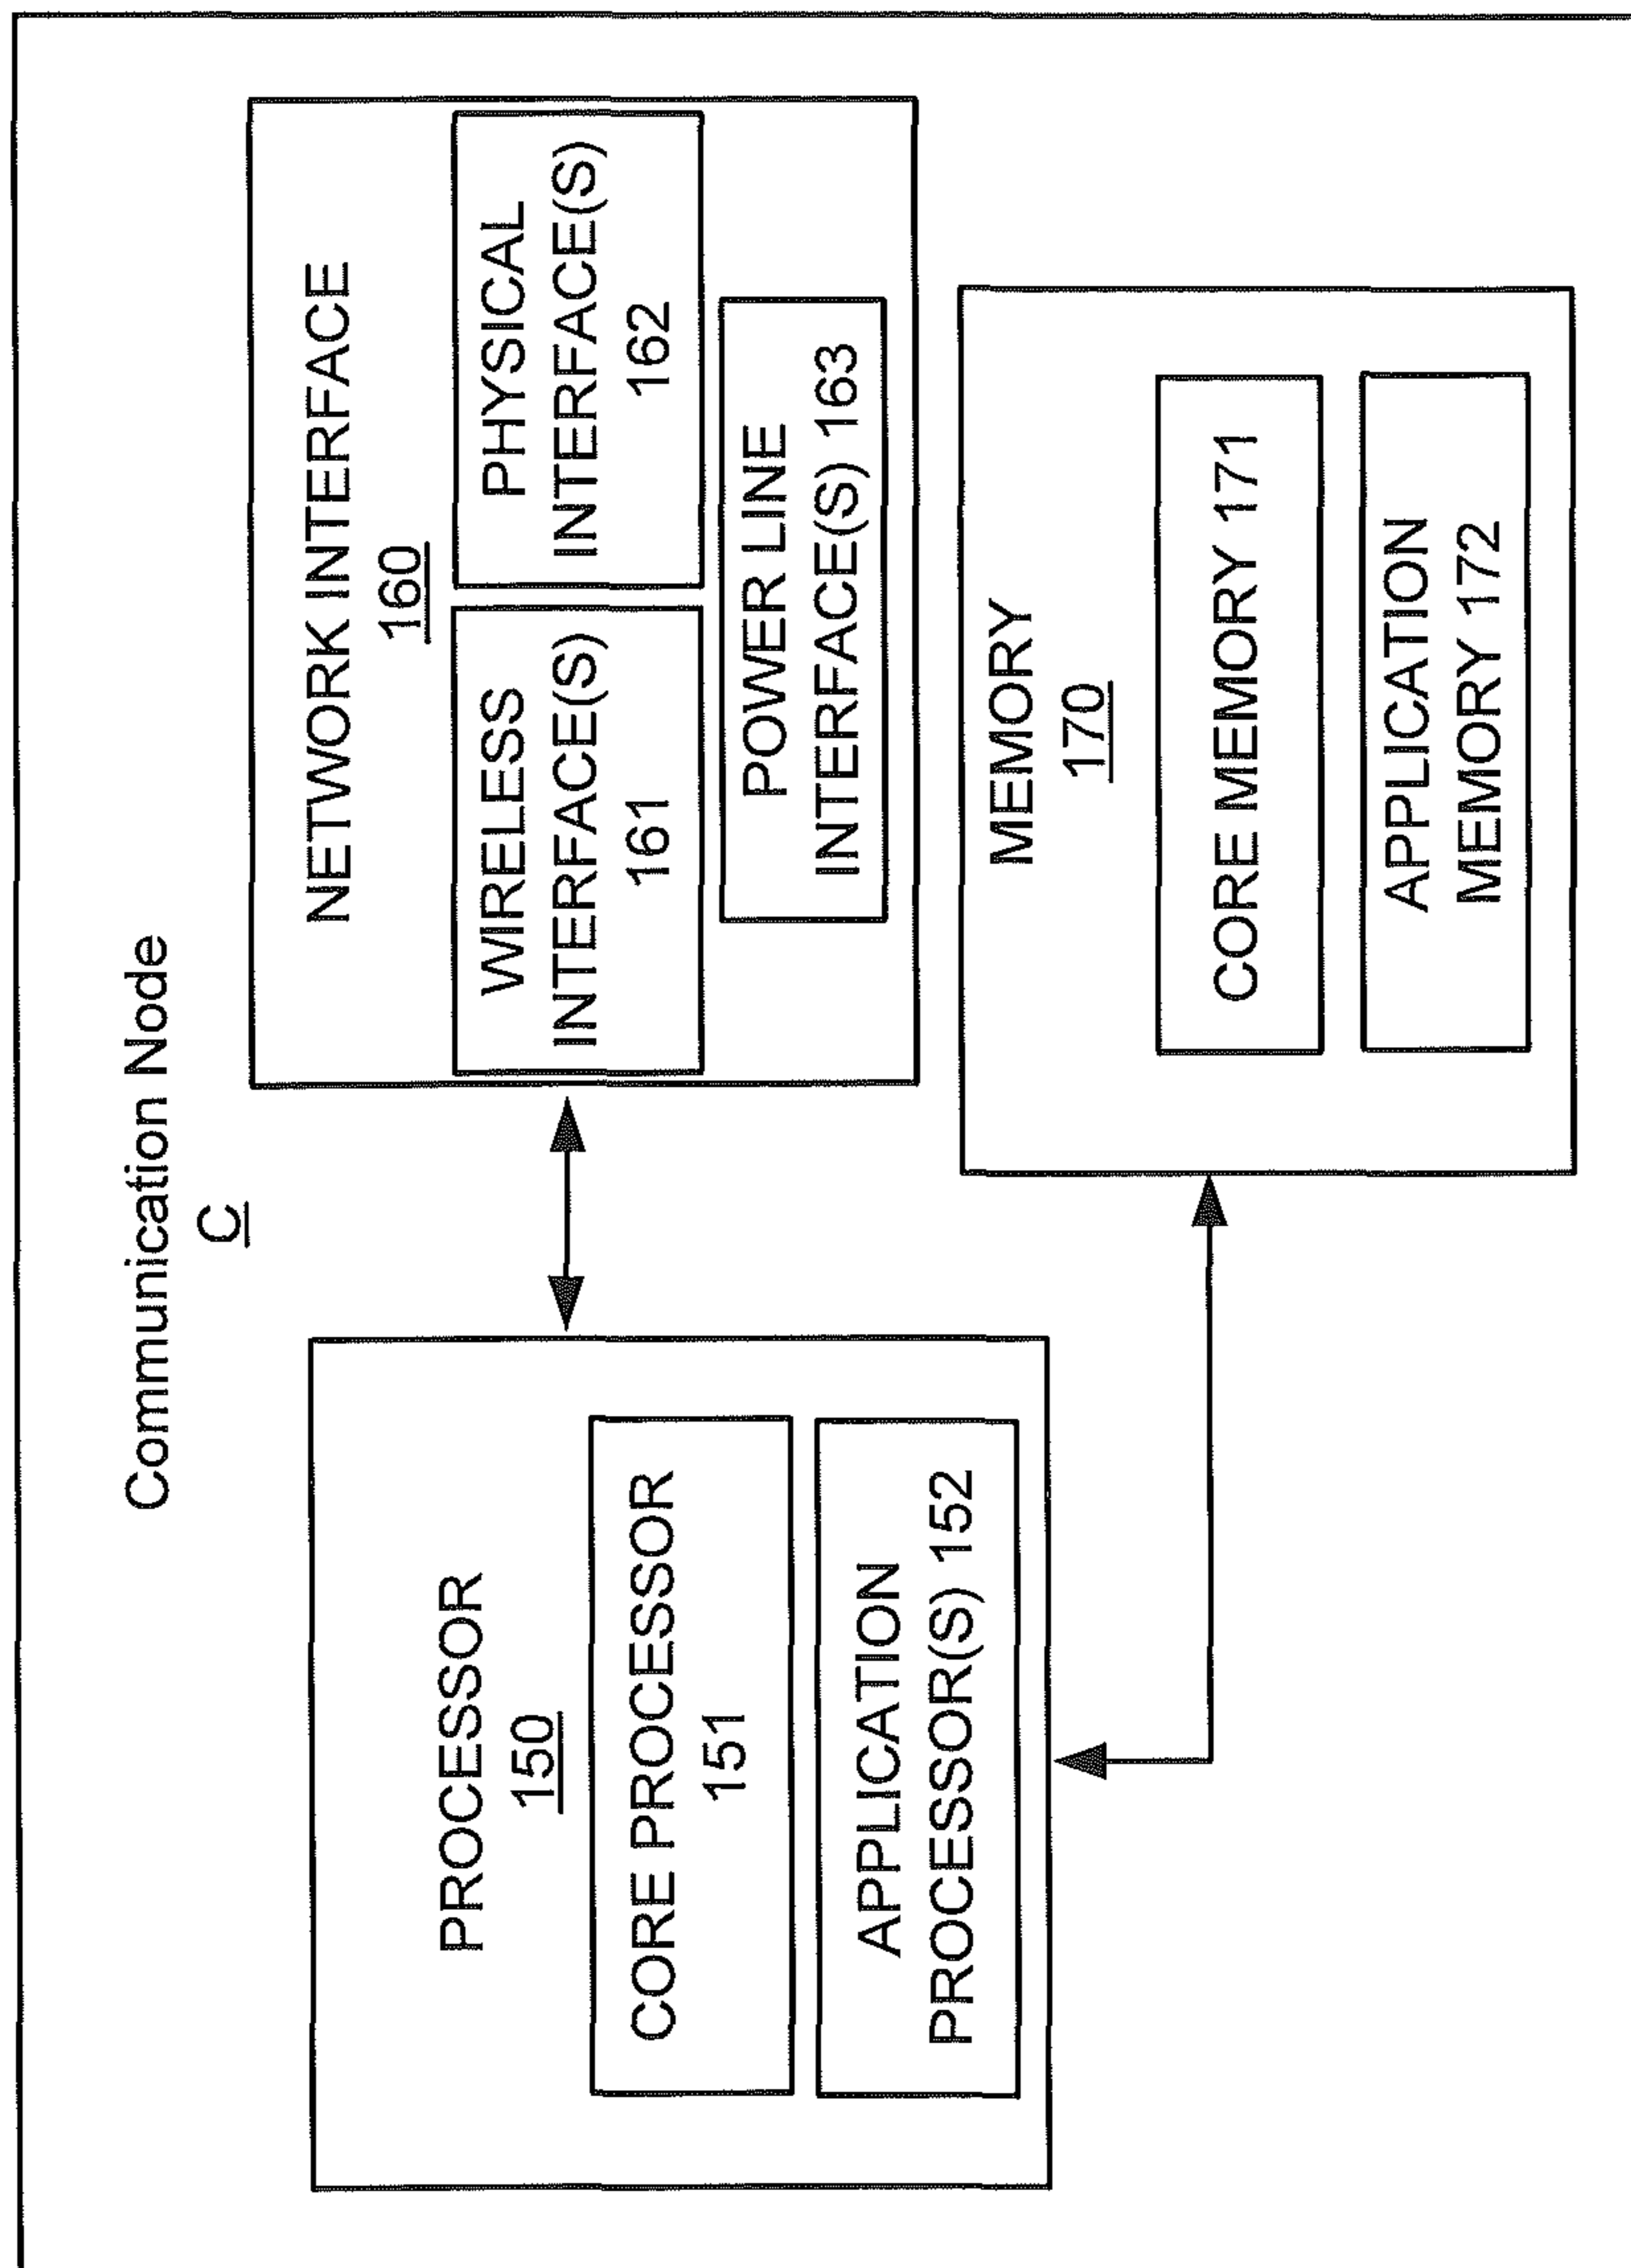 Communication Node
C
PROCESSOR
150
CORE PROCESSOR
151
APPLICATION
PROCESSOR(S) 152
NETWORK INTERFACE
160
WIRELESS
INTERFACE(S)
161
PHYSICAL
INTERFACE(S)
162
POWER LINE
INTERFACE(S) 163
MEMORY
170
CORE MEMORY 171
APPLICATION
MEMORY 172